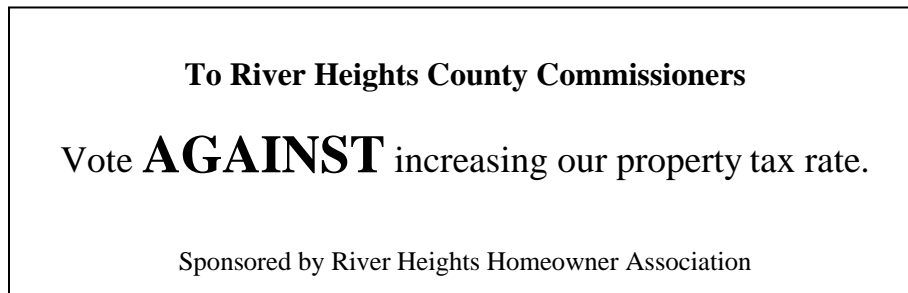 To River Heights County Commissioners
Vote AGAINST increasing our property tax rate.
Sponsored by River Heights Homeowner Association